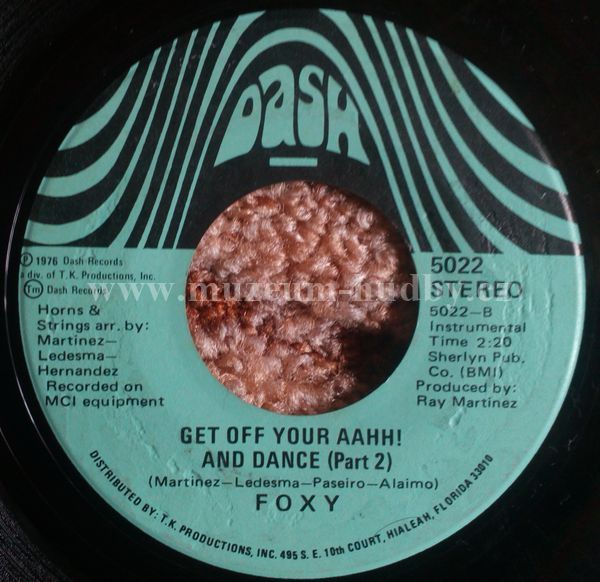 DASH
℗ 1976 Dash Records
a div. of T.K. Productions, Inc.
Tm Dash Records
Horns &
Strings arr. by:
Martinez—
Ledesma—
Hernandez
Recorded on
MCI equipment
5022
STEREO
5022—B
Instrumental
Time 2:20
Sherlyn Pub.
Co. (BMI)
Produced by:
Ray Martinez
www.muzeum-hudby.cz
GET OFF YOUR AAHH!
AND DANCE (Part 2)
(Martinez—Ledesma—Paseiro—Alaimo)
FOXY
DISTRIBUTED BY: T.K. PRODUCTIONS, INC. 495 S. E. 10th COURT, HIALEAH, FLORIDA 33010